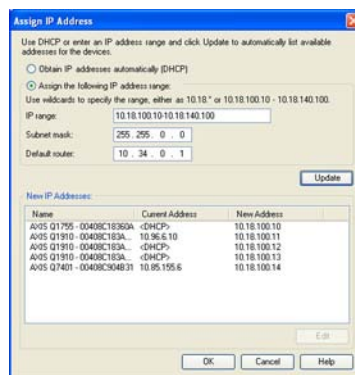 Assign IP Address
Use DHCP or enter an IP address range and click Update to automatically list available
addresses for the devices.
Obtain IP addresses automatically (DHCP)
Assign the following IP address range:
Use wildcards to specify the range, either as 10.18.* or 10.18.100.10 - 10.18.140.100.
IP range: 10.18.100.10-10.18.140.100
Subnet mask: 255 . 255 . 0 . 0
Default router: 10 . 34 . 0 . 1
Update
New IP Addresses:
Name Current Address New Address
AXIS Q1755 - 00408C18360A <DHCP> 10.18.100.10
AXIS Q1910 - 00408C183A... 10.96.6.10 10.18.100.11
AXIS Q1910 - 00408C183A... <DHCP> 10.18.100.12
AXIS Q1910 - 00408C183A... <DHCP> 10.18.100.13
AXIS Q7401 - 00408C904B31 10.85.155.6 10.18.100.14
Edit
OK Cancel Help